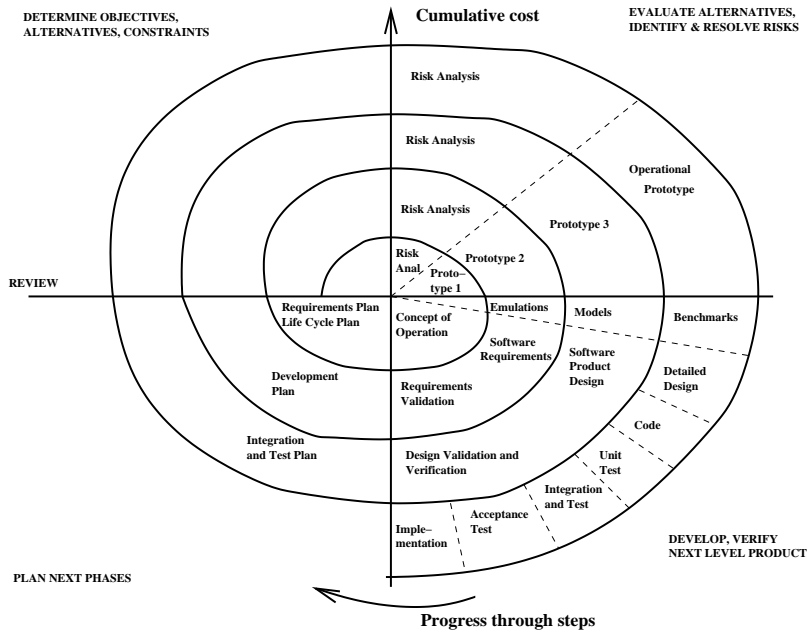 DETERMINE OBJECTIVES,
ALTERNATIVES, CONSTRAINTS
Cumulative cost
EVALUATE ALTERNATIVES,
IDENTIFY & RESOLVE RISKS
Risk Analysis
Risk Analysis
Operational
Prototype
Risk Analysis
Prototype 3
Risk
Anal
Prototype 2
Proto–
type 1
REVIEW
Requirements Plan
Life Cycle Plan
Concept of
Operation
Emulations
Models
Benchmarks
Software
Requirements
Software
Product
Design
Detailed
Design
Development
Plan
Requirements
Validation
Code
Integration
and Test Plan
Design Validation and
Verification
Unit
Test
Integration
and Test
Acceptance
Test
Imple–
mentation
DEVELOP, VERIFY
NEXT LEVEL PRODUCT
PLAN NEXT PHASES
Progress through steps